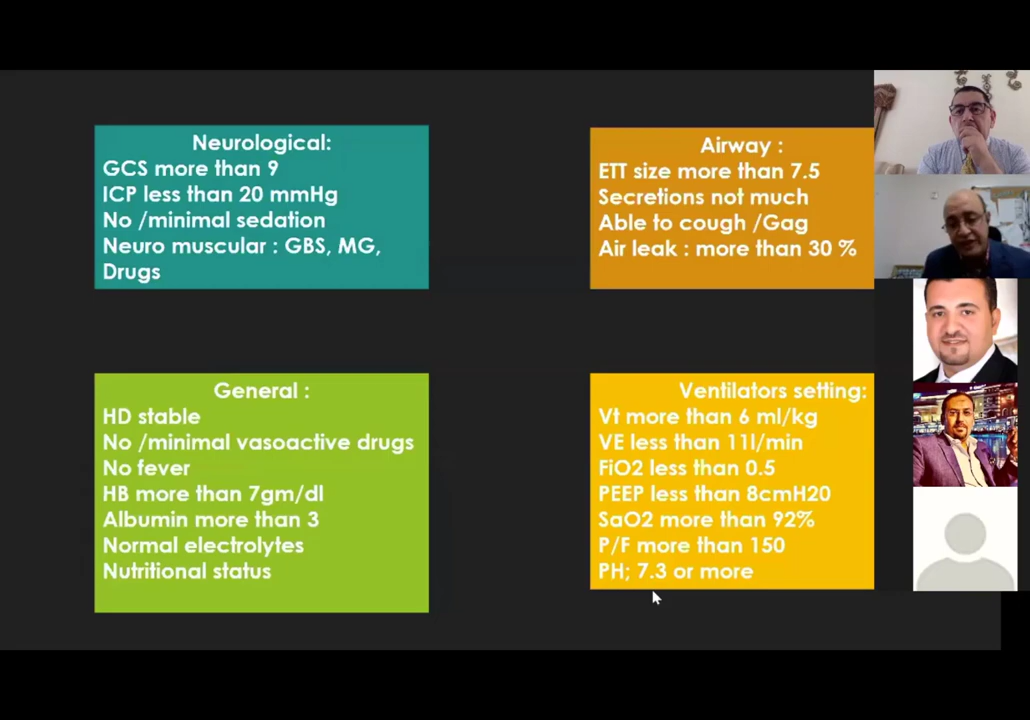 Neurological:
GCS more than 9
ICP less than 20 mmHg
No /minimal sedation
Neuro muscular : GBS, MG,
Drugs
Airway :
ETT size more than 7.5
Secretions not much
Able to cough /Gag
Air leak : more than 30 %
General :
HD stable
No /minimal vasoactive drugs
No fever
HB more than 7gm/dl
Albumin more than 3
Normal electrolytes
Nutritional status
Ventilators setting:
Vt more than 6 ml/kg
VE less than 11l/min
FiO2 less than 0.5
PEEP less than 8cmH20
SaO2 more than 92%
P/F more than 150
PH; 7.3 or more